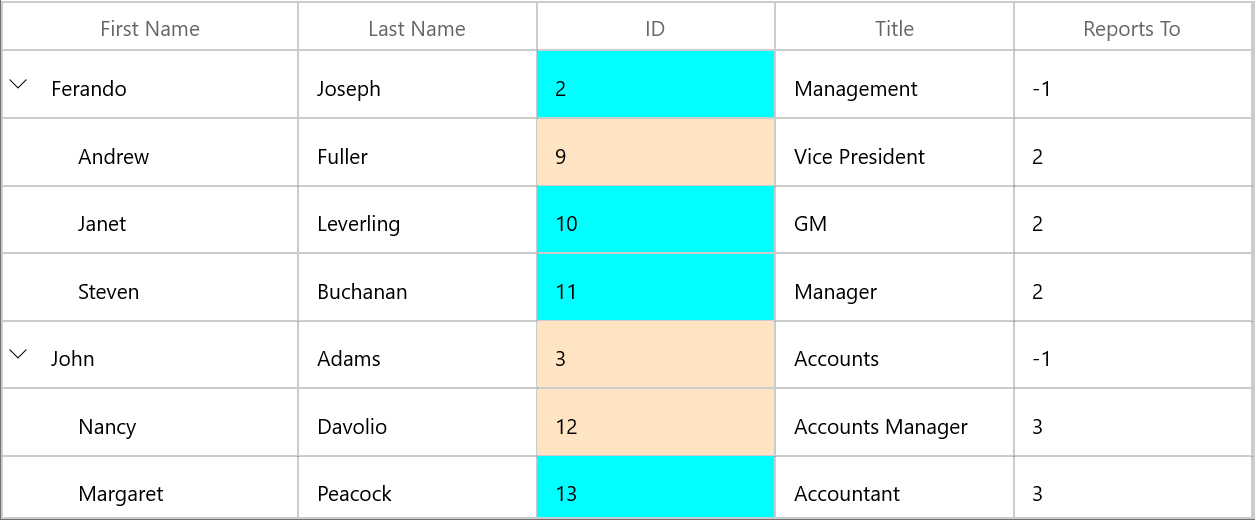 First Name Last Name ID Title Reports To
Ferando Joseph 2 Management -1
Andrew Fuller 9 Vice President 2
Janet Leverling 10 GM 2
Steven Buchanan 11 Manager 2
John Adams 3 Accounts -1
Nancy Davolio 12 Accounts Manager 3
Margaret Peacock 13 Accountant 3